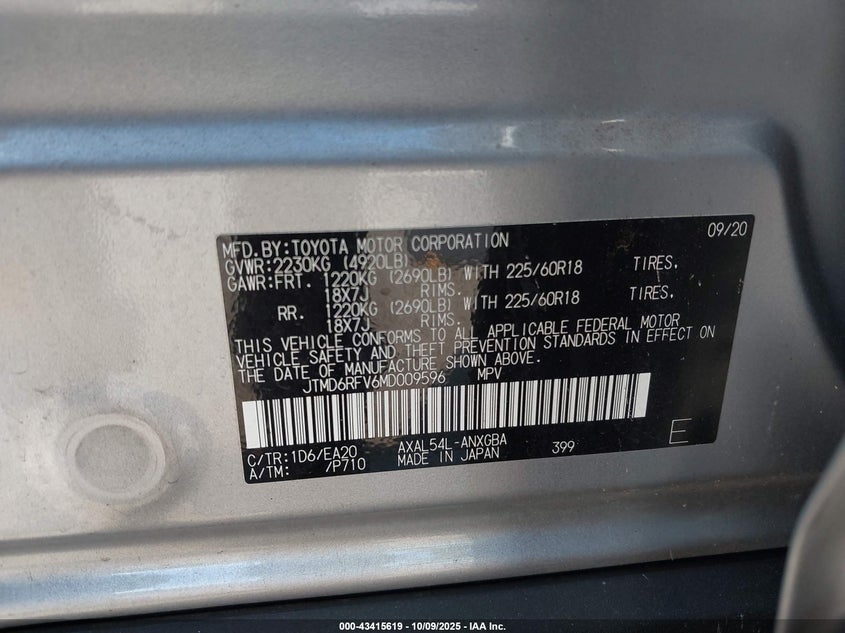 MFD.BY:TOYOTA MOTOR CORPORATION 09/20
GVWR:2230KG (4920LB)
GAWR:FRT. 1220KG (2690LB) WITH 225/60R18 TIRES,
18X7J RIMS.
RR. 1220KG (2690LB) WITH 225/60R18 TIRES,
18X7J RIMS.
THIS VEHICLE CONFORMS TO ALL APPLICABLE FEDERAL MOTOR
VEHICLE SAFETY AND THEFT PREVENTION STANDARDS IN EFFECT ON
THE DATE OF MANUFACTURE SHOWN ABOVE.
JTMD6RFV6MD009596 MPV
C/TR:1D6/EA20 AXAL54L-ANXGBA 399 E
A/TM: /P710 MADE IN JAPAN
000-43415619 - 10/09/2025 - IAA Inc.